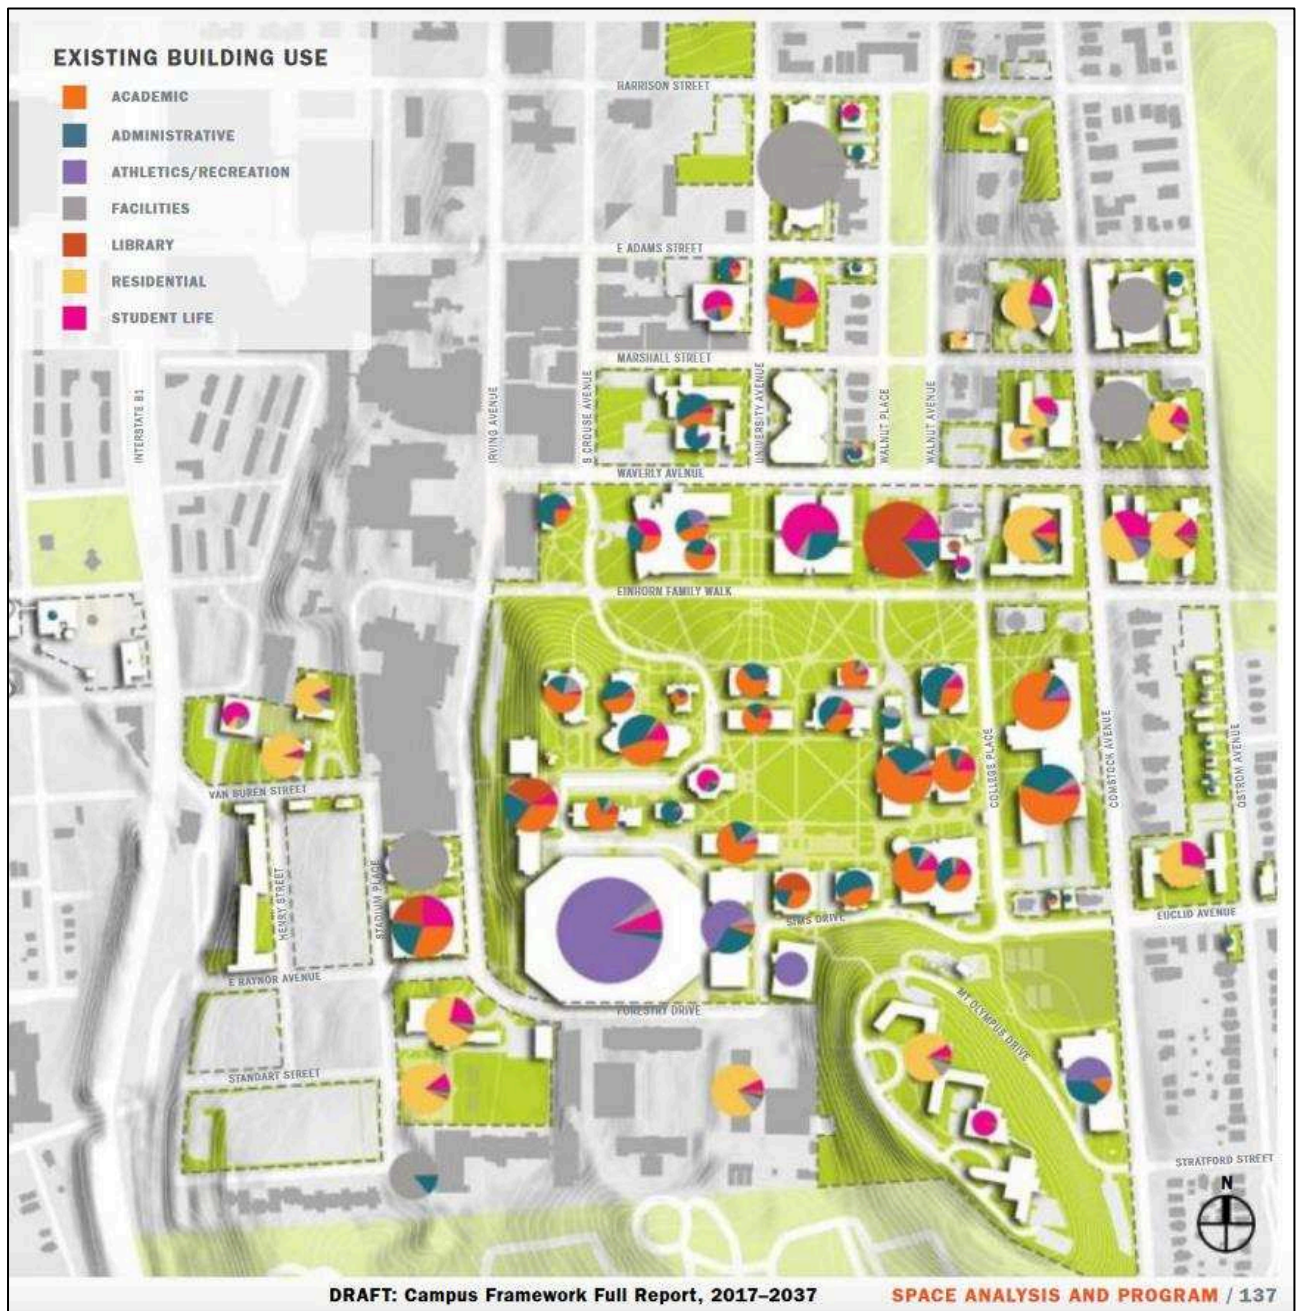 EXISTING BUILDING USE
ACADEMIC
ADMINISTRATIVE
ATHLETICS/RECREATION
FACILITIES
LIBRARY
RESIDENTIAL
STUDENT LIFE
HARRISON STREET
E ADAMS STREET
MARSHALL STREET
INTERSTATE 81
IRVING AVENUE
S CROUSE AVENUE
UNIVERSITY AVENUE
WALNUT PLACE
WALNUT AVENUE
WAVERLY AVENUE
EINHORN FAMILY WALK
COLLEGE PLACE
COMSTOCK AVENUE
OSTROM AVENUE
VAN BUREN STREET
HENRY STREET
STADIUM PLACE
SIMS DRIVE
EUCLID AVENUE
E RAYNOR AVENUE
FORESTRY DRIVE
MT OLYMPUS DRIVE
STANDART STREET
STRATFORD STREET
N
DRAFT: Campus Framework Full Report, 2017–2037
SPACE ANALYSIS AND PROGRAM / 137